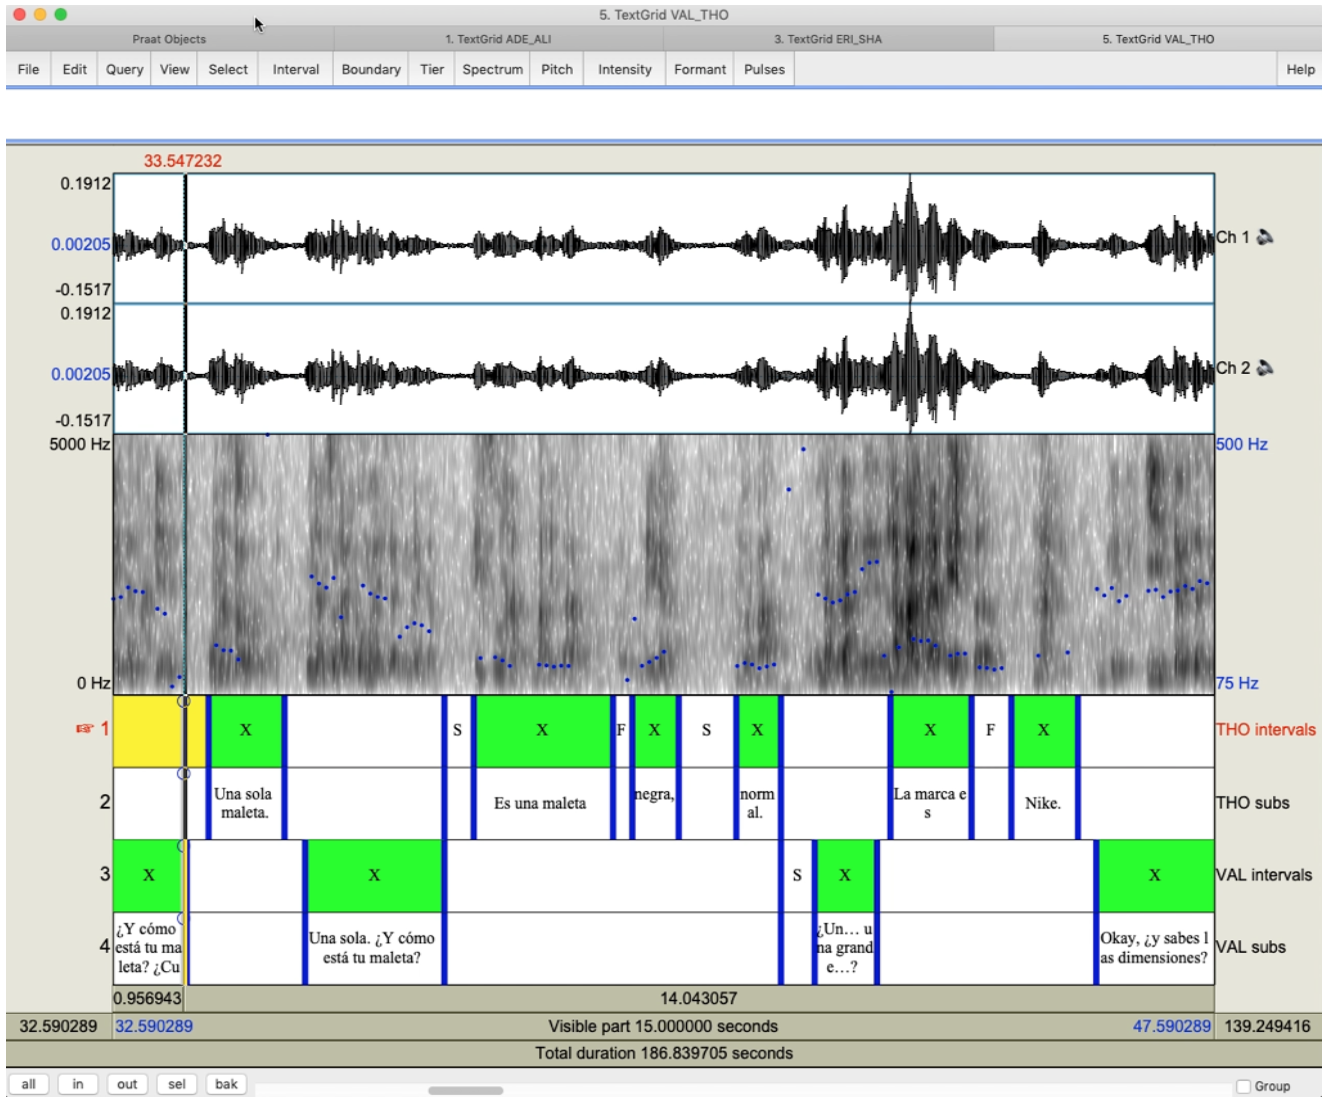 5. TextGrid VAL_THO
Praat Objects
1. TextGrid ADE_ALI
3. TextGrid ERI_SHA
5. TextGrid VAL_THO
File Edit Query View Select Interval Boundary Tier Spectrum Pitch Intensity Formant Pulses Help
33.547232
0.1912
0.00205
-0.1517
Ch 1
0.1912
0.00205
-0.1517
Ch 2
5000 Hz
0 Hz
500 Hz
75 Hz
1
X
S
X
F
X
S
X
X
F
X
THO intervals
2
Una sola
maleta.
Es una maleta
negra,
norm
al.
La marca e
s
Nike.
THO subs
3
X
X
S
X
X
VAL intervals
4
¿Y cómo
está tu ma
leta? ¿Cu
Una sola. ¿Y cómo
está tu maleta?
¿Un… u
na grand
e…?
Okay, ¿y sabes l
as dimensiones?
VAL subs
0.956943
14.043057
32.590289
32.590289
Visible part 15.000000 seconds
47.590289
139.249416
Total duration 186.839705 seconds
all in out sel bak
Group